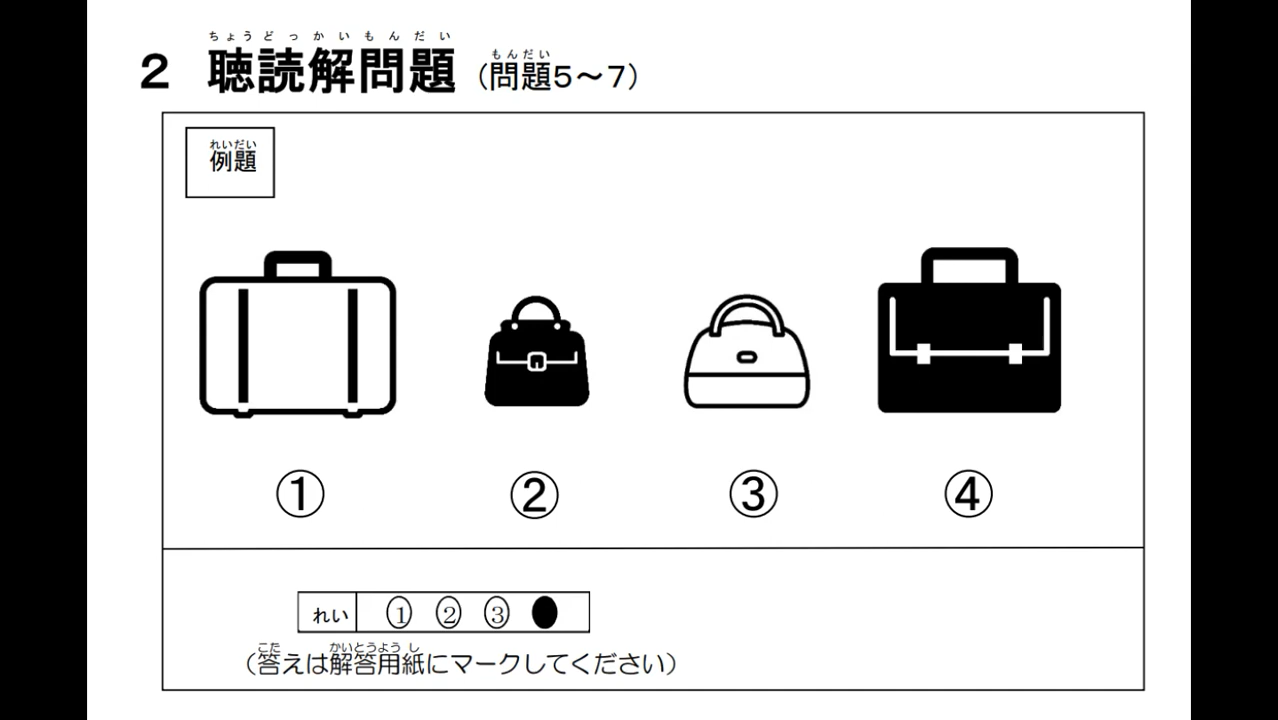 2 聴読解問題（問題5～7）
ちょうどっかいもんだい もんだい
れいだい
例題
① ② ③ ④
れい ① ② ③
こた かいとうようし
（答えは解答用紙にマークしてください）